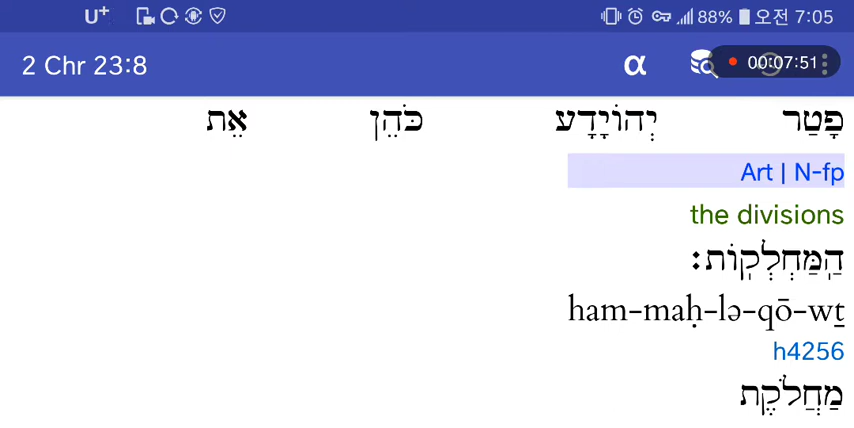 U+ 88% 오전 7:05
2 Chr 23:8 α 00:07:51
פָטַר יְהוֹיָדָע כֹּהֵן אֵת
Art | N-fp
the divisions
הַֽמַּחְלְקֽוֹת׃
ham-maḥ-lə-qō-wṯ
h4256
מַחֲלֹקֶת